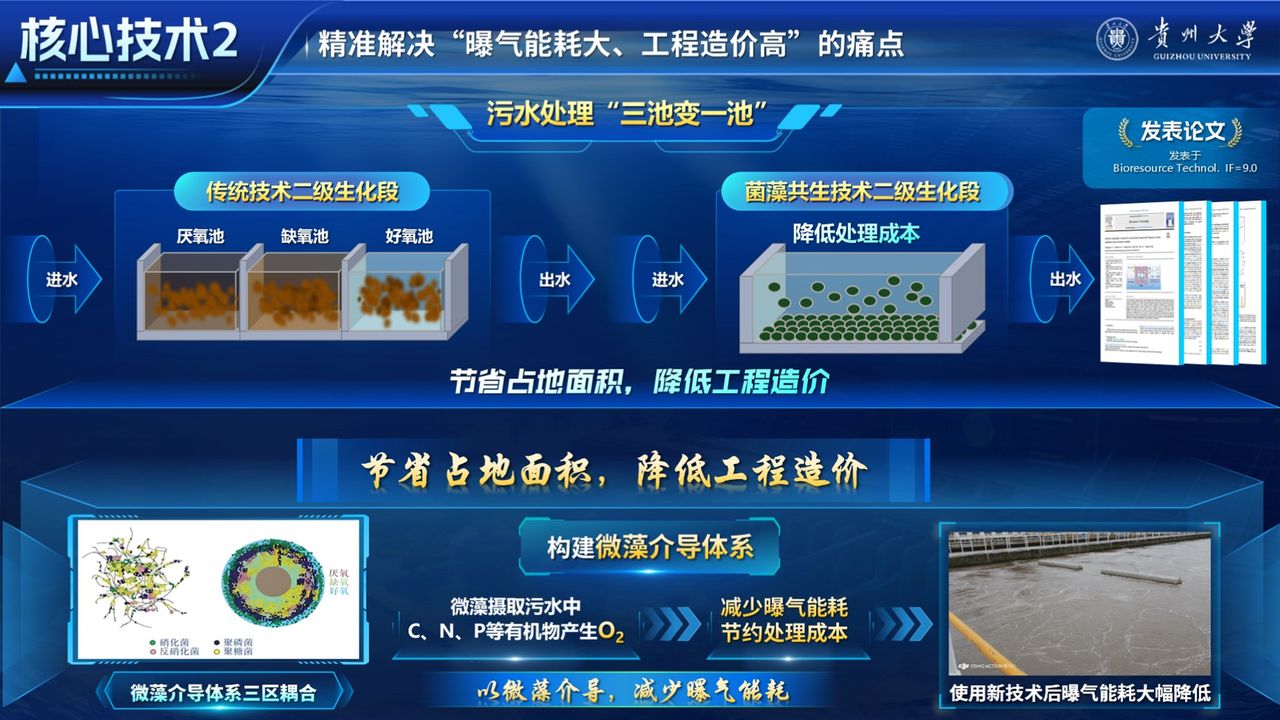 核心技术2
精准解决“曝气能耗大、工程造价高”的痛点
贵州大学
GUIZHOU UNIVERSITY
污水处理“三池变一池”
发表论文
发表于
Bioresource Technol. IF=9.0
传统技术二级生化段
厌氧池
缺氧池
好氧池
进水
出水
菌藻共生技术二级生化段
降低处理成本
进水
出水
节省占地面积，降低工程造价
节省占地面积，降低工程造价
厌氧
缺氧
好氧
硝化菌
聚磷菌
反硝化菌
聚糖菌
微藻介导体系三区耦合
构建微藻介导体系
微藻摄取污水中
C、N、P等有机物产生O₂
减少曝气能耗
节约处理成本
以微藻介导，减少曝气能耗
使用新技术后曝气能耗大幅降低